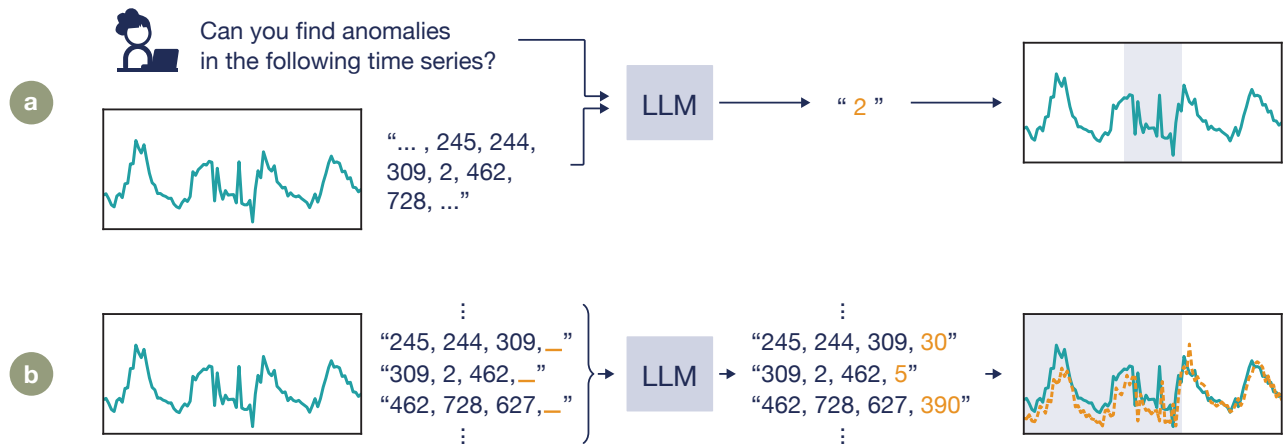 Can you find anomalies
in the following time series?
a
“... , 245, 244,
309, 2, 462,
728, ...”
LLM
“ 2 ”
b
⋮
“245, 244, 309, _”
“309, 2, 462, _”
“462, 728, 627, _”
⋮
LLM
⋮
“245, 244, 309, 30”
“309, 2, 462, 5”
“462, 728, 627, 390”
⋮